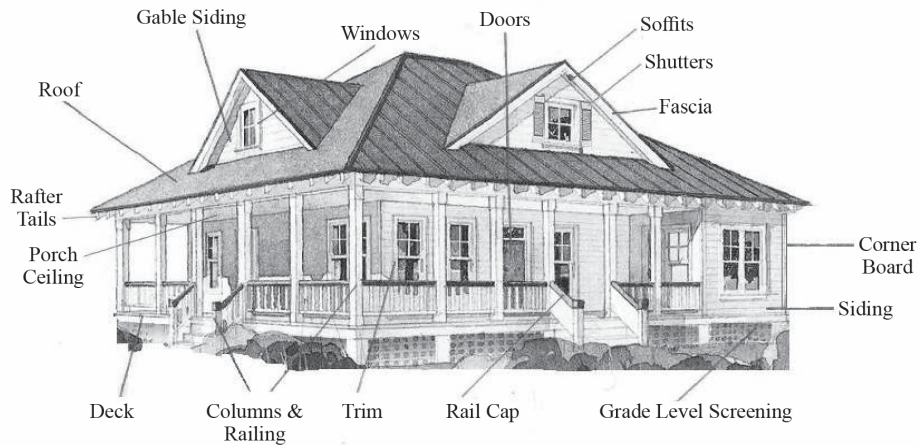 Gable Siding
Windows
Doors
Soffits
Shutters
Roof
Fascia
Rafter
Tails
Porch
Ceiling
Corner
Board
Siding
Deck
Columns &
Railing
Trim
Rail Cap
Grade Level Screening